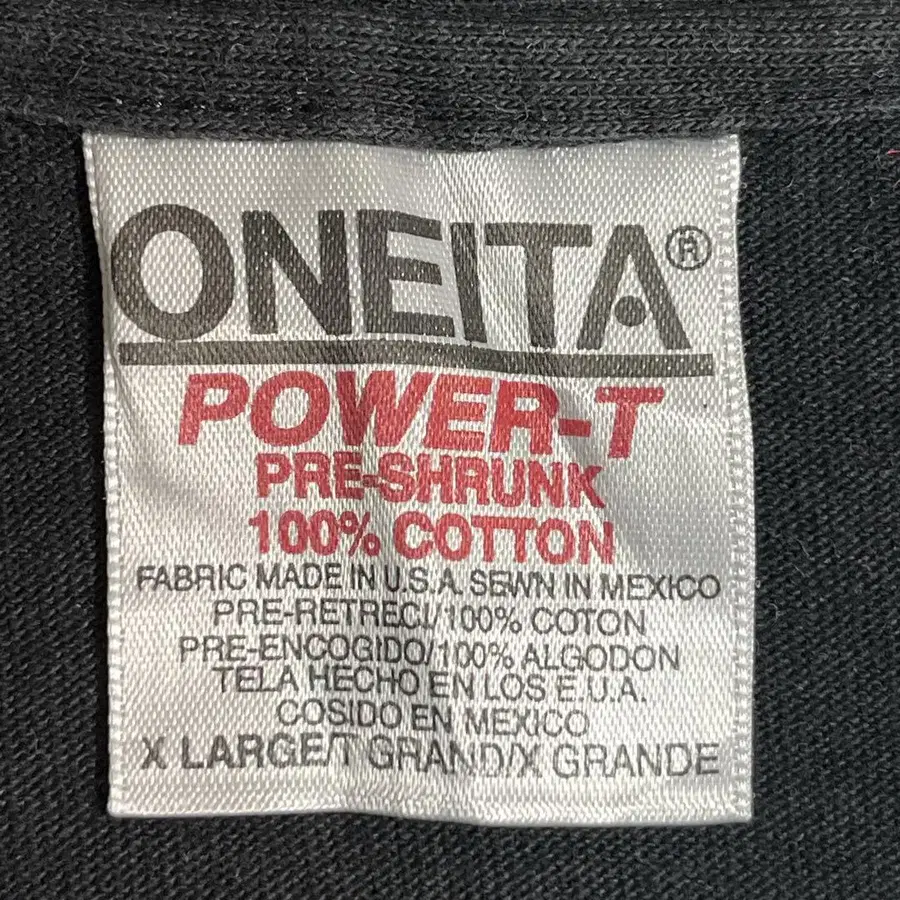 ONEITA®
POWER-T
PRE-SHRUNK
100% COTTON
FABRIC MADE IN U.S.A. SEWN IN MEXICO
PRE-RETRECI/100% COTON
PRE-ENCOGIDO/100% ALGODON
TELA HECHO EN LOS E.U.A.
COSIDO EN MEXICO
X LARGE/T GRAND/X GRANDE